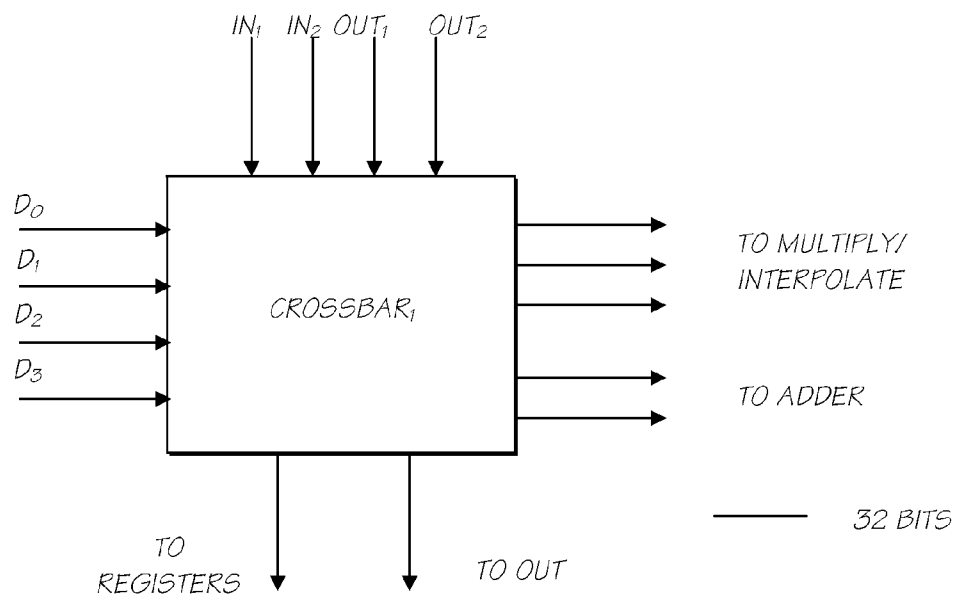 IN₁ IN₂ OUT₁ OUT₂
D₀
D₁
D₂
D₃
CROSSBAR₁
TO MULTIPLY/
INTERPOLATE
TO ADDER
32 BITS
TO
REGISTERS
TO OUT